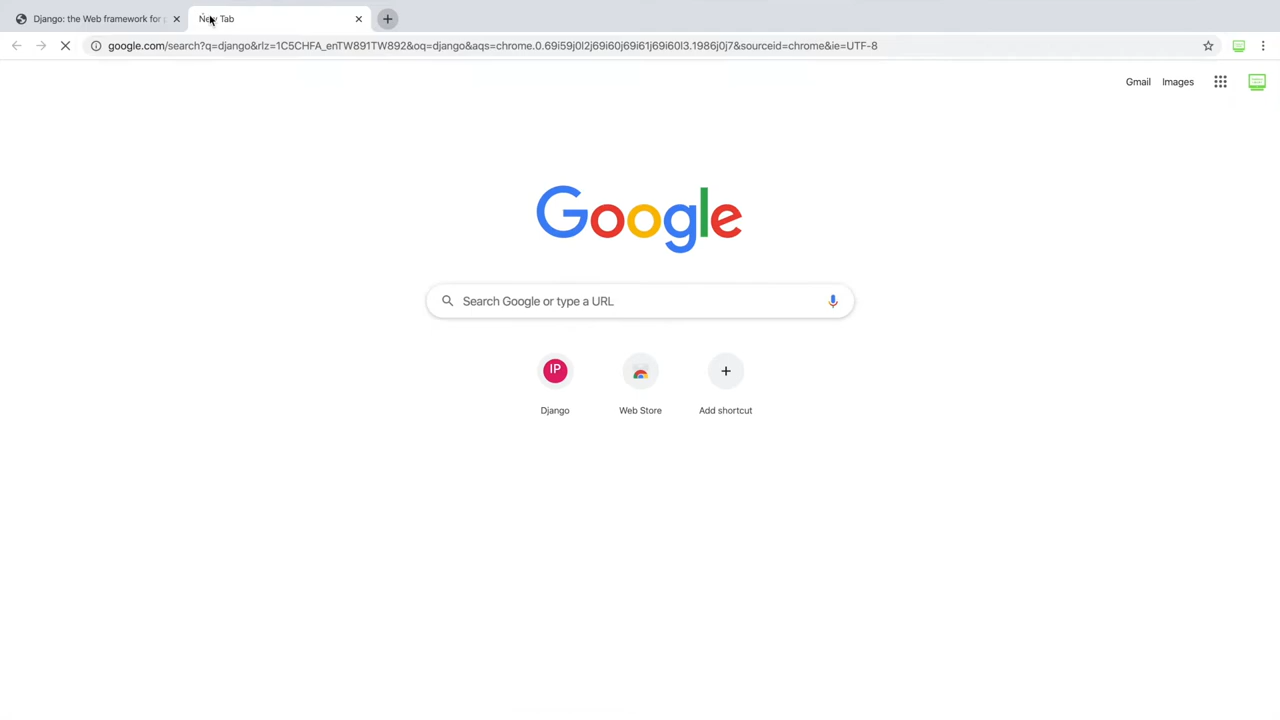 Django: the Web framework for
New Tab
google.com/search?q=django&rlz=1C5CHFA_enTW891TW892&oq=django&aqs=chrome.0.69i59j0l2j69i60j69i61j69i60l3.1986j0j7&sourceid=chrome&ie=UTF-8
Gmail Images
Google
Search Google or type a URL
IP
Django Web Store Add shortcut